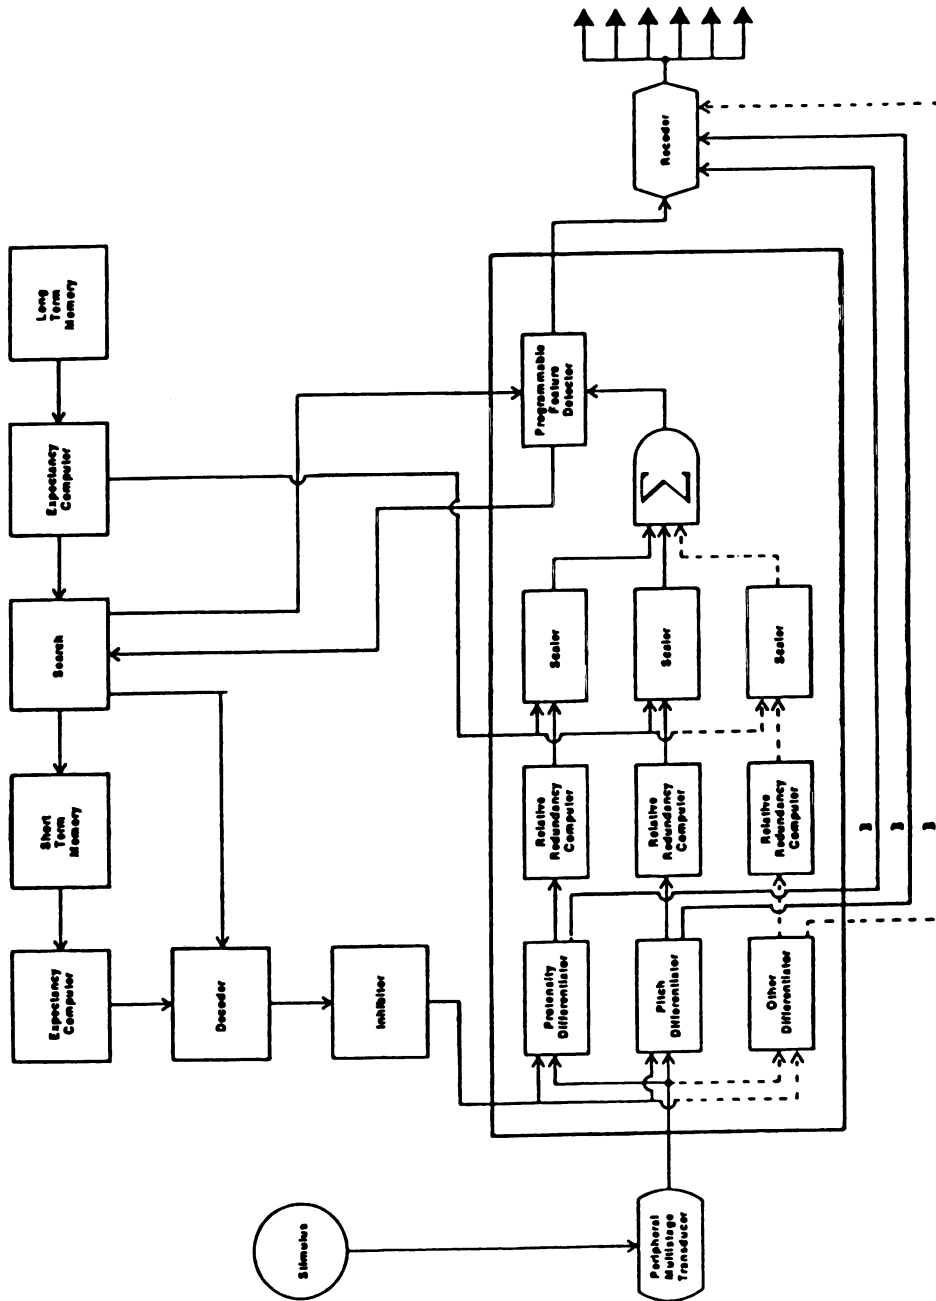 Expectancy
Computer
Short
Term
Memory
Search
Expectancy
Computer
Long
Term
Memory
Decoder
Stimulus
Inhibitor
Protensity
Differentiator
Relative
Redundancy
Computer
Scaler
Programmable
Feature
Detector
Peripheral
Multistage
Transducer
Pitch
Differentiator
Relative
Redundancy
Computer
Scaler
Σ
Recoder
Other
Differentiator
Relative
Redundancy
Computer
Scaler